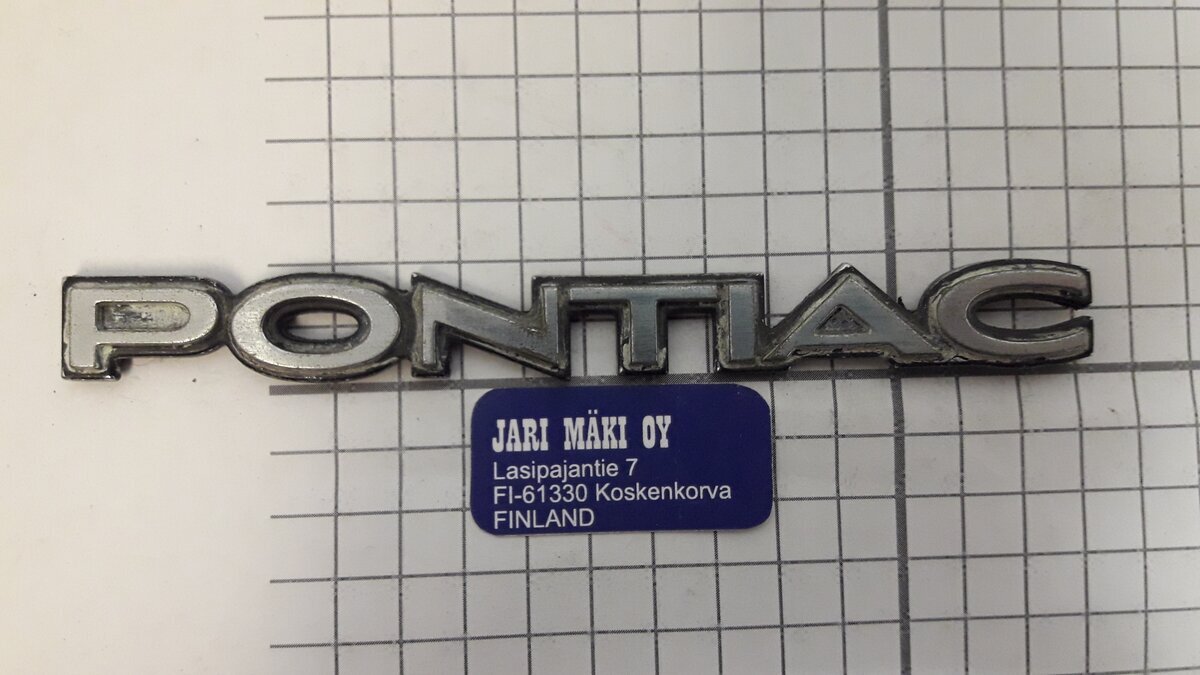 PONTIAC
JARI MÄKI OY
Lasipajantie 7
FI-61330 Koskenkorva
FINLAND